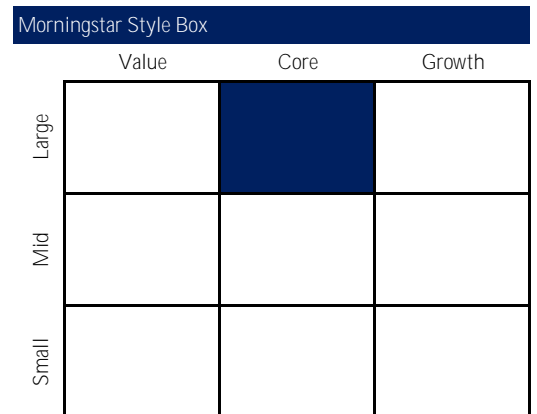 Morningstar Style Box
Value Core Growth
Large
Mid
Small